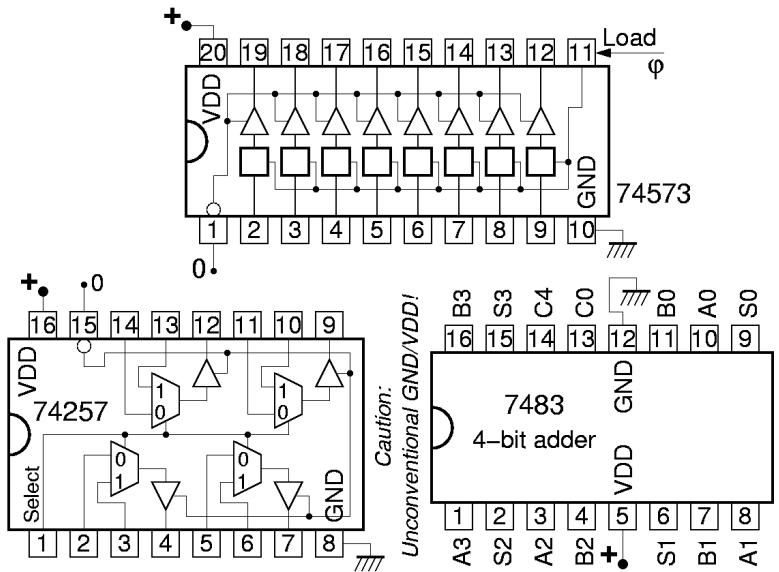 +
20 19 18 17 16 15 14 13 12 11 Load
φ
VDD
GND
74573
1 2 3 4 5 6 7 8 9 10
0
+ 0
16 15 14 13 12 11 10 9
VDD
1 1
0 0
74257
0 0
1 1
Select
GND
1 2 3 4 5 6 7 8
Caution:
Unconventional GND/VDD!
B3 S3 C4 C0 B0 A0 S0
16 15 14 13 12 11 10 9
GND
7483
4-bit adder
VDD
1 2 3 4 5 6 7 8
A3 S2 A2 B2 + S1 B1 A1